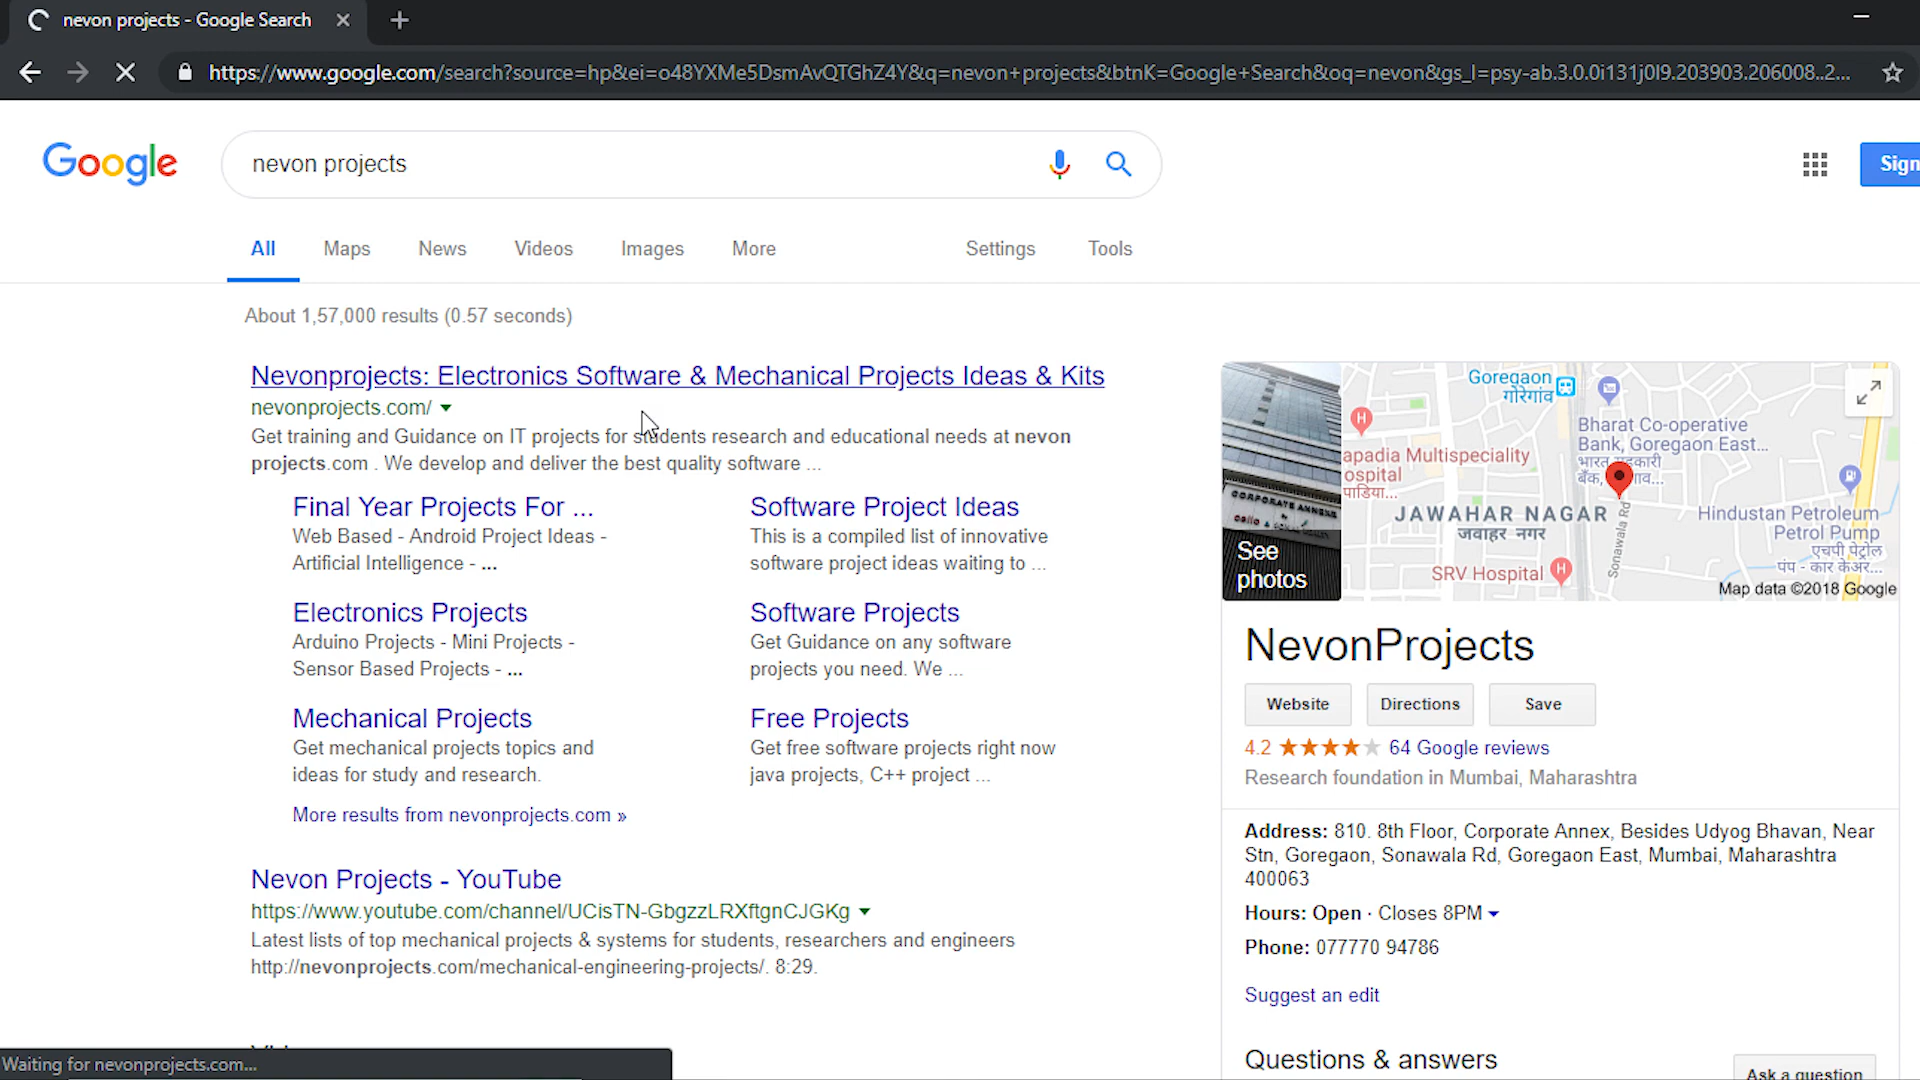 nevon projects - Google Search
https://www.google.com/search?source=hp&ei=o48YXMe5DsmAvQTGhZ4Y&q=nevon+projects&btnK=Google+Search&oq=nevon&gs_l=psy-ab.3.0.0i131j0l9.203903.206008..2...
Google
nevon projects
Sign
All Maps News Videos Images More Settings Tools
About 1,57,000 results (0.57 seconds)
Nevonprojects: Electronics Software & Mechanical Projects Ideas & Kits
nevonprojects.com/
Get training and Guidance on IT projects for students research and educational needs at nevon
projects.com . We develop and deliver the best quality software ...
Final Year Projects For ...
Web Based - Android Project Ideas -
Artificial Intelligence - ...
Software Project Ideas
This is a compiled list of innovative
software project ideas waiting to ...
Electronics Projects
Arduino Projects - Mini Projects -
Sensor Based Projects - ...
Software Projects
Get Guidance on any software
projects you need. We ...
Mechanical Projects
Get mechanical projects topics and
ideas for study and research.
Free Projects
Get free software projects right now
java projects, C++ project ...
More results from nevonprojects.com »
Nevon Projects - YouTube
https://www.youtube.com/channel/UCisTN-GbgzzLRXftgnCJGKg
Latest lists of top mechanical projects & systems for students, researchers and engineers
http://nevonprojects.com/mechanical-engineering-projects/. 8:29.
Waiting for nevonprojects.com...
CORPORATE ANNEXE
See
photos
Goregaon
गोरेगांव
Bharat Co-operative
Bank, Goregaon East...
apadia Multispeciality
ospital
JAWAHAR NAGAR
जवाहर नगर
Sonawala Rd
Hindustan Petroleum
Petrol Pump
एचपी पेट्रोल
पंप - कार केअर...
SRV Hospital
Map data ©2018 Google
NevonProjects
Website Directions Save
4.2 64 Google reviews
Research foundation in Mumbai, Maharashtra
Address: 810. 8th Floor, Corporate Annex, Besides Udyog Bhavan, Near
Stn, Goregaon, Sonawala Rd, Goregaon East, Mumbai, Maharashtra
400063
Hours: Open · Closes 8PM
Phone: 077770 94786
Suggest an edit
Questions & answers
Ask a question